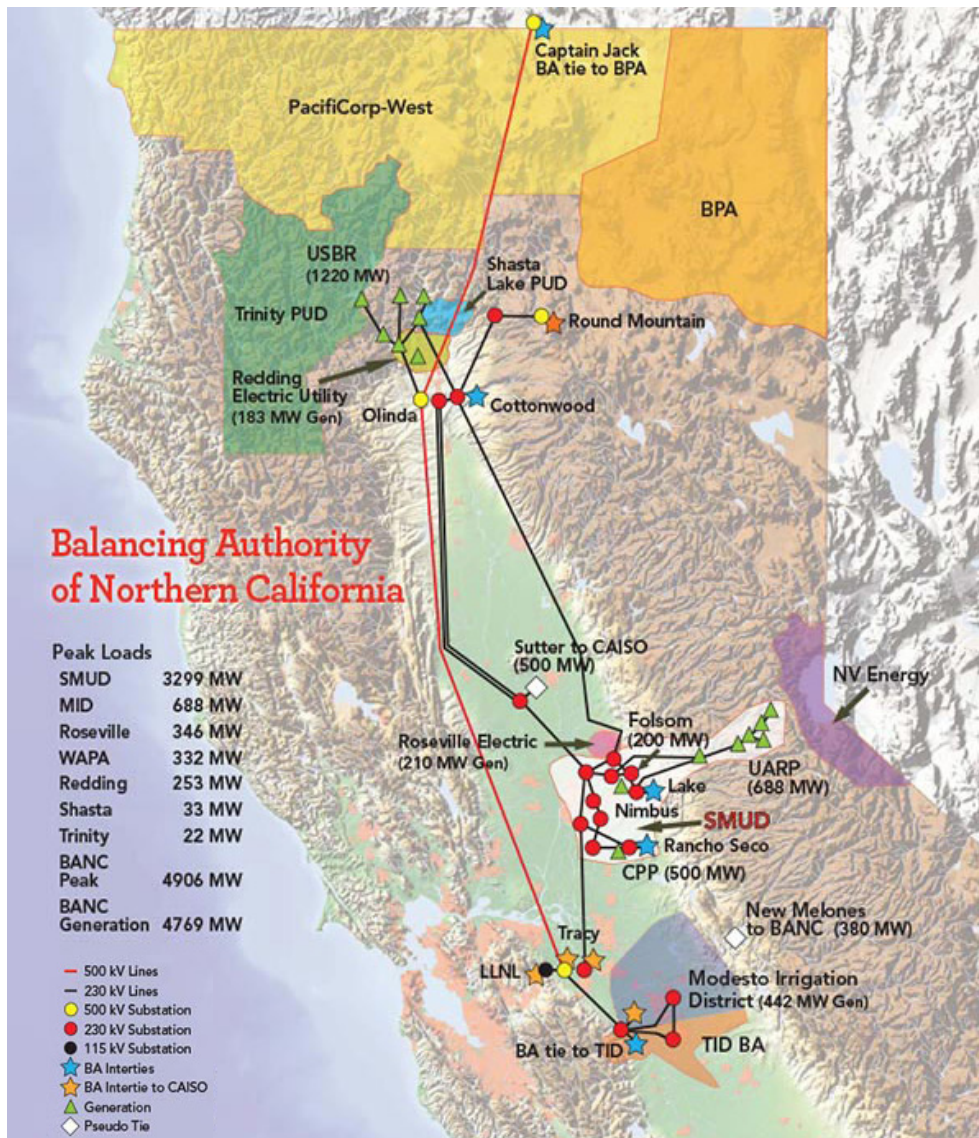 Captain Jack
BA tie to BPA
PacifiCorp-West
BPA
USBR
(1220 MW)
Shasta
Lake PUD
Trinity PUD
Round Mountain
Redding
Electric Utility
(183 MW Gen)
Olinda
Cottonwood
Balancing Authority
of Northern California
Peak Loads
SMUD 3299 MW
MID 688 MW
Roseville 346 MW
WAPA 332 MW
Redding 253 MW
Shasta 33 MW
Trinity 22 MW
BANC
Peak 4906 MW
BANC
Generation 4769 MW
Sutter to CAISO
(500 MW)
NV Energy
Folsom
(200 MW)
Roseville Electric
(210 MW Gen)
UARP
(688 MW)
Lake
Nimbus
SMUD
Rancho Seco
CPP (500 MW)
New Melones
to BANC (380 MW)
Tracy
LLNL
Modesto Irrigation
District (442 MW Gen)
BA tie to TID
TID BA
500 kV Lines
230 kV Lines
500 kV Substation
230 kV Substation
115 kV Substation
BA Interties
BA Intertie to CAISO
Generation
Pseudo Tie